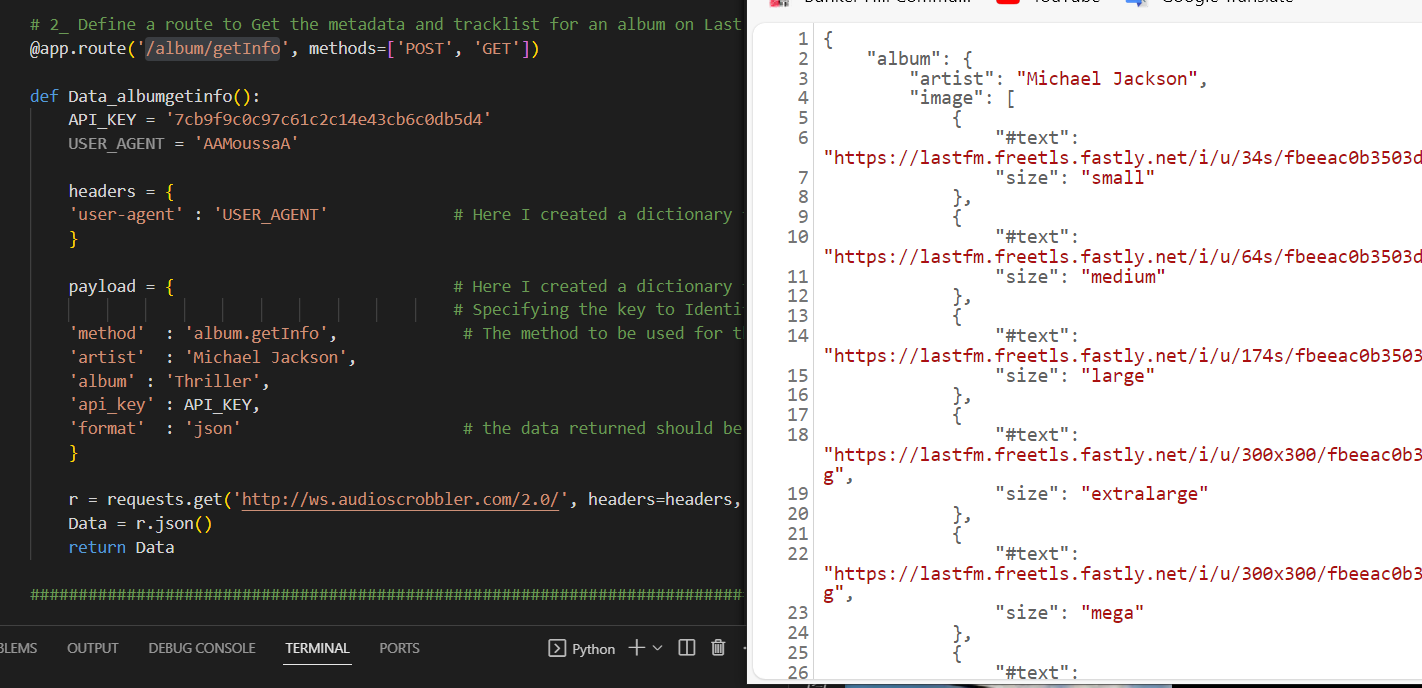 # 2_ Define a route to Get the metadata and tracklist for an album on Last
@app.route('/album/getInfo', methods=['POST', 'GET'])
def Data_albumgetinfo():
API_KEY = '7cb9f9c0c97c61c2c14e43cb6c0db5d4'
USER_AGENT = 'AAMoussaA'
headers = {
'user-agent' : 'USER_AGENT' # Here I created a dictionary
}
payload = { # Here I created a dictionary
# Specifying the key to Identi
'method' : 'album.getInfo', # The method to be used for t
'artist' : 'Michael Jackson',
'album' : 'Thriller',
'api_key' : API_KEY,
'format' : 'json' # the data returned should be
}
r = requests.get('http://ws.audioscrobbler.com/2.0/', headers=headers,
Data = r.json()
return Data
##########################################################################
BLEMS OUTPUT DEBUG CONSOLE TERMINAL PORTS
Python
YouTube Google Translate
1 {
2 "album": {
3 "artist": "Michael Jackson",
4 "image": [
5 {
6 "#text":
"https://lastfm.freetls.fastly.net/i/u/34s/fbeeac0b3503d
7 "size": "small"
8 },
9 {
10 "#text":
"https://lastfm.freetls.fastly.net/i/u/64s/fbeeac0b3503d
11 "size": "medium"
12 },
13 {
14 "#text":
"https://lastfm.freetls.fastly.net/i/u/174s/fbeeac0b3503
15 "size": "large"
16 },
17 {
18 "#text":
"https://lastfm.freetls.fastly.net/i/u/300x300/fbeeac0b3
g",
19 "size": "extralarge"
20 },
21 {
22 "#text":
"https://lastfm.freetls.fastly.net/i/u/300x300/fbeeac0b3
g",
23 "size": "mega"
24 },
25 {
26 "#text":